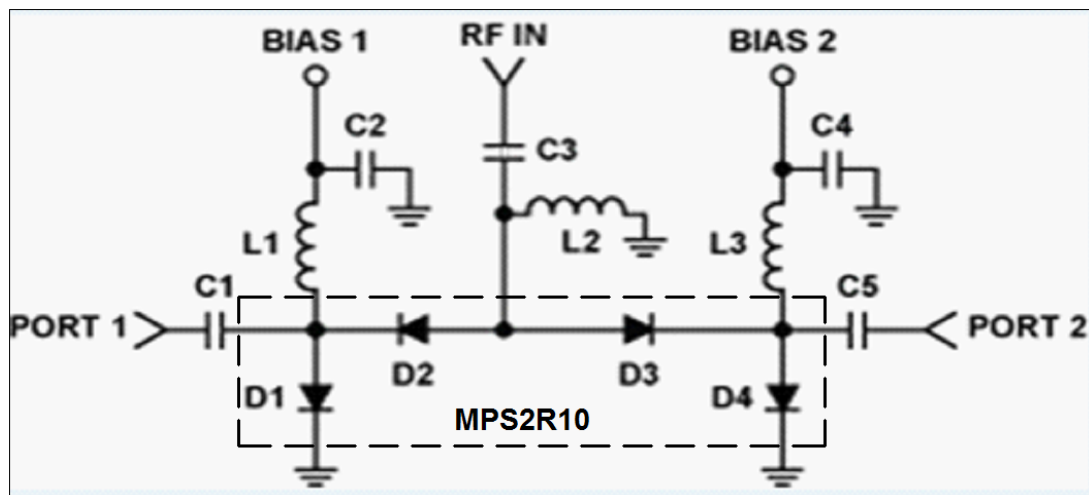 BIAS 1
RF IN
BIAS 2
C2
C3
C4
L1
L2
L3
C1
C5
PORT 1
PORT 2
D2
D3
D1
D4
MPS2R10